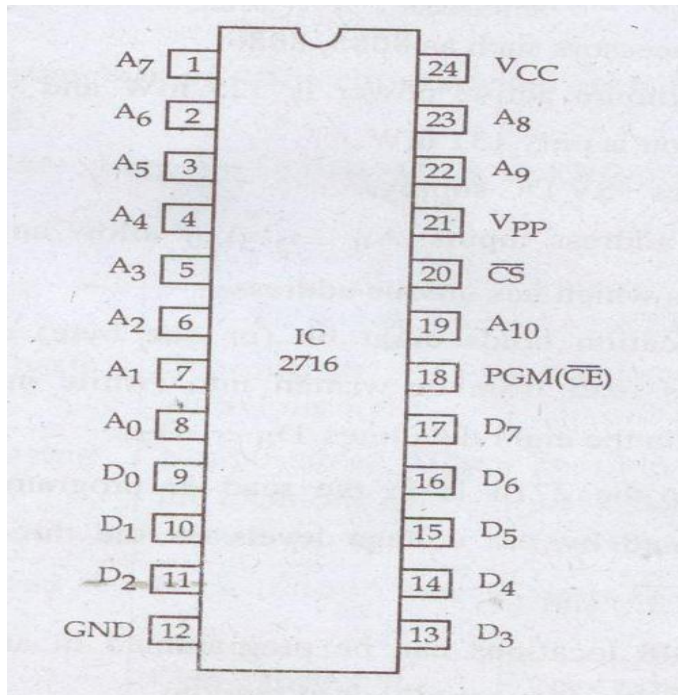 A7 1 24 VCC
A6 2 23 A8
A5 3 22 A9
A4 4 21 VPP
A3 5 20 C̅S̅
A2 6 19 A10
IC
2716
A1 7 18 PGM(C̅E̅)
A0 8 17 D7
D0 9 16 D6
D1 10 15 D5
D2 11 14 D4
GND 12 13 D3